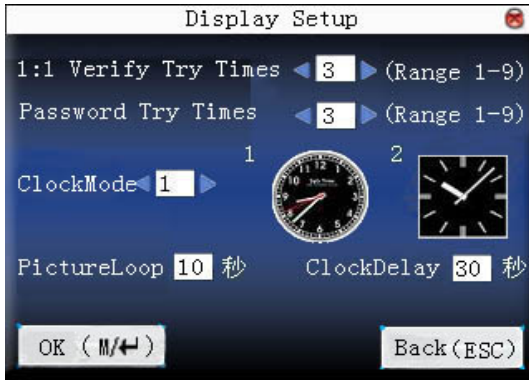 Display Setup
1:1 Verify Try Times 3 (Range 1-9)
Password Try Times 3 (Range 1-9)
1 2
ClockMode 1
PictureLoop 10 秒 ClockDelay 30 秒
OK (M/↵) Back(ESC)